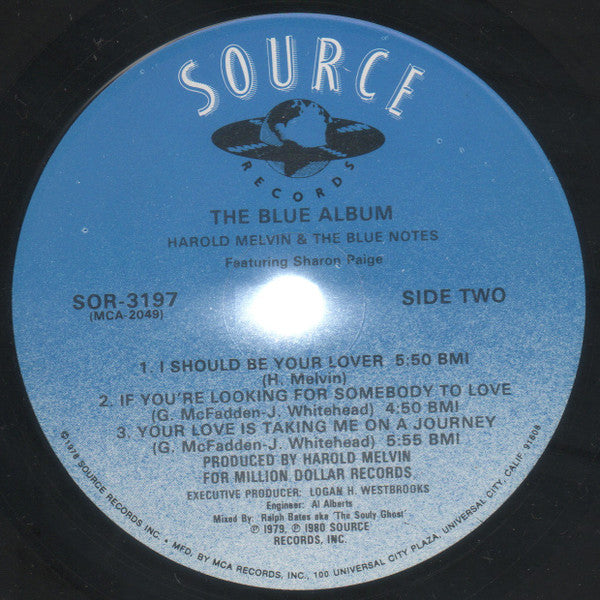 SOURCE
RECORDS
THE BLUE ALBUM
HAROLD MELVIN & THE BLUE NOTES
Featuring Sharon Paige
SOR-3197
(MCA-2049)
SIDE TWO
1. I SHOULD BE YOUR LOVER 5:50 BMI
(H. Melvin)
2. IF YOU'RE LOOKING FOR SOMEBODY TO LOVE
(G. McFadden-J. Whitehead) 4:50 BMI
3. YOUR LOVE IS TAKING ME ON A JOURNEY
(G. McFadden-J. Whitehead) 5:55 BMI
PRODUCED BY HAROLD MELVIN
FOR MILLION DOLLAR RECORDS
EXECUTIVE PRODUCER: LOGAN H. WESTBROOKS
Engineer: Al Alberts
Mixed By: Ralph Bates aka 'The Souly Ghost'
℗ 1979, ℗ 1980 SOURCE
RECORDS, INC.
©1978 SOURCE RECORDS INC. • MFD. BY MCA RECORDS, INC., 100 UNIVERSAL CITY PLAZA, UNIVERSAL CITY, CALIF. 91608